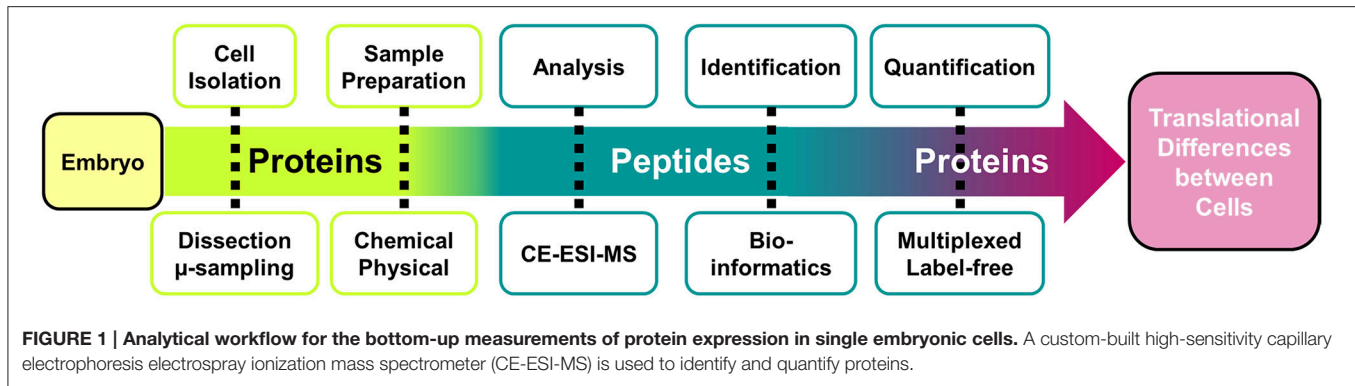 Cell
Isolation
Sample
Preparation
Analysis
Identification
Quantification
Embryo
Proteins
Peptides
Proteins
Translational
Differences
between
Cells
Dissection
µ-sampling
Chemical
Physical
CE-ESI-MS
Bio-
informatics
Multiplexed
Label-free
FIGURE 1 | Analytical workflow for the bottom-up measurements of protein expression in single embryonic cells. A custom-built high-sensitivity capillary
electrophoresis electrospray ionization mass spectrometer (CE-ESI-MS) is used to identify and quantify proteins.